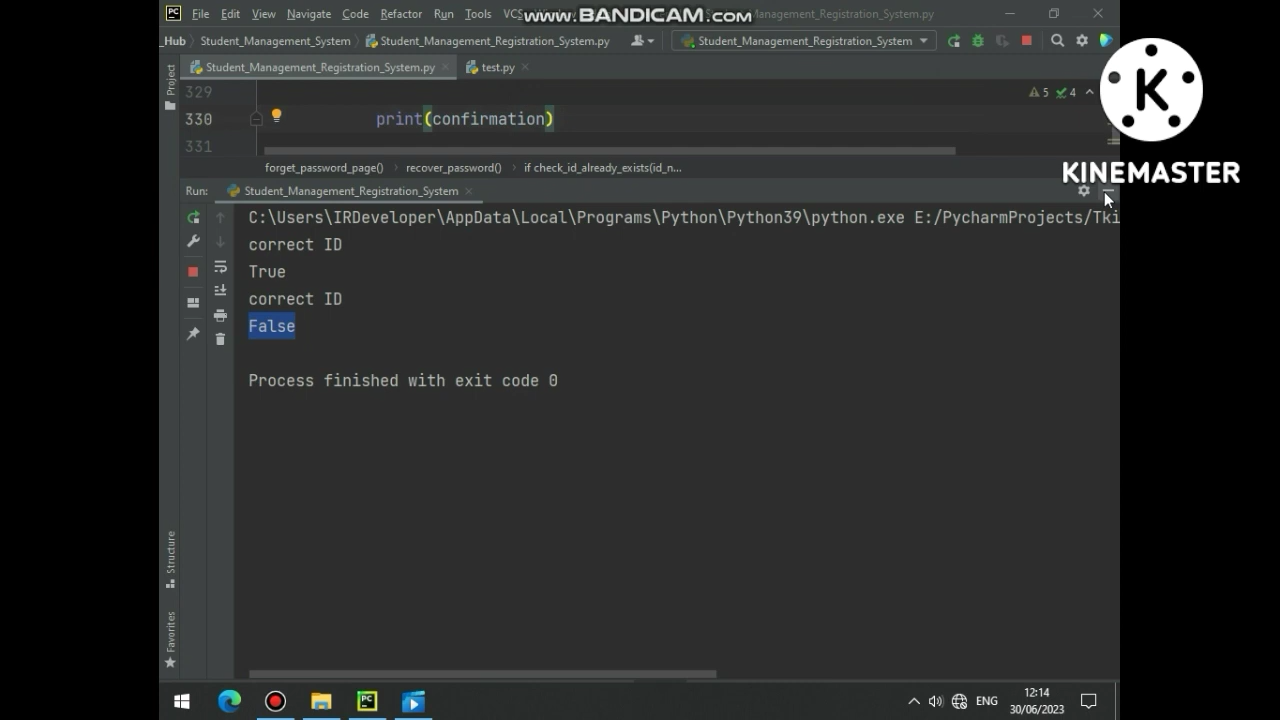 PC File Edit View Navigate Code Refactor Run Tools VCS www.BANDICAM.com Management_Registration_System.py
_Hub Student_Management_System Student_Management_Registration_System.py Student_Management_Registration_System
Project
Student_Management_Registration_System.py test.py
329 5 4
330 print(confirmation)
331
K
KINEMASTER
forget_password_page() recover_password() if check_id_already_exists(id_n...
Run: Student_Management_Registration_System
C:\Users\IRDeveloper\AppData\Local\Programs\Python\Python39\python.exe E:/PycharmProjects/Tki
correct ID
True
correct ID
False
Process finished with exit code 0
Structure
Favorites
PC ENG 12:14
30/06/2023